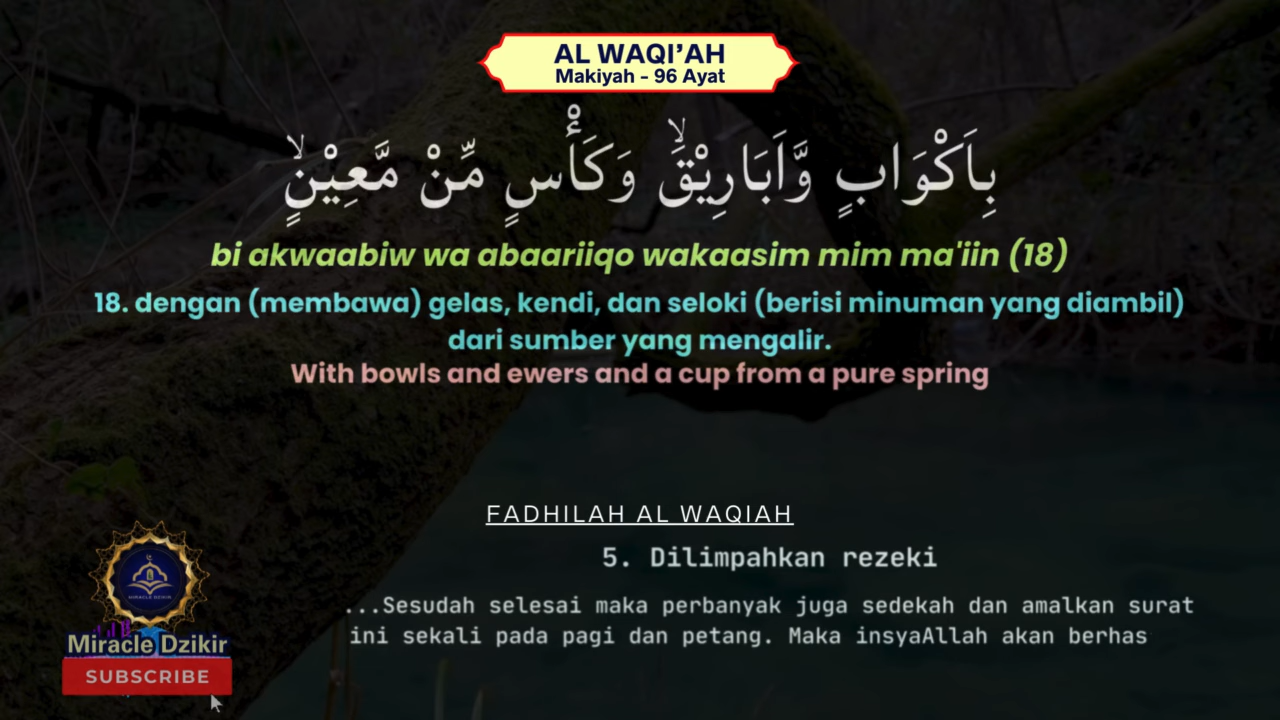 AL WAQI’AH
Makiyah - 96 Ayat
بِاَكْوَابٍ وَّاَبَارِيْقَۙ وَكَأْسٍ مِّنْ مَّعِيْنٍۙ
bi akwaabiw wa abaariiqo wakaasim mim ma'iin (18)
18. dengan (membawa) gelas, kendi, dan seloki (berisi minuman yang diambil)
dari sumber yang mengalir.
With bowls and ewers and a cup from a pure spring
FADHILAH AL WAQIAH
5. Dilimpahkan rezeki
...Sesudah selesai maka perbanyak juga sedekah dan amalkan surat
ini sekali pada pagi dan petang. Maka insyaAllah akan berhas
MIRACLE DZIKIR
Miracle Dzikir
SUBSCRIBE